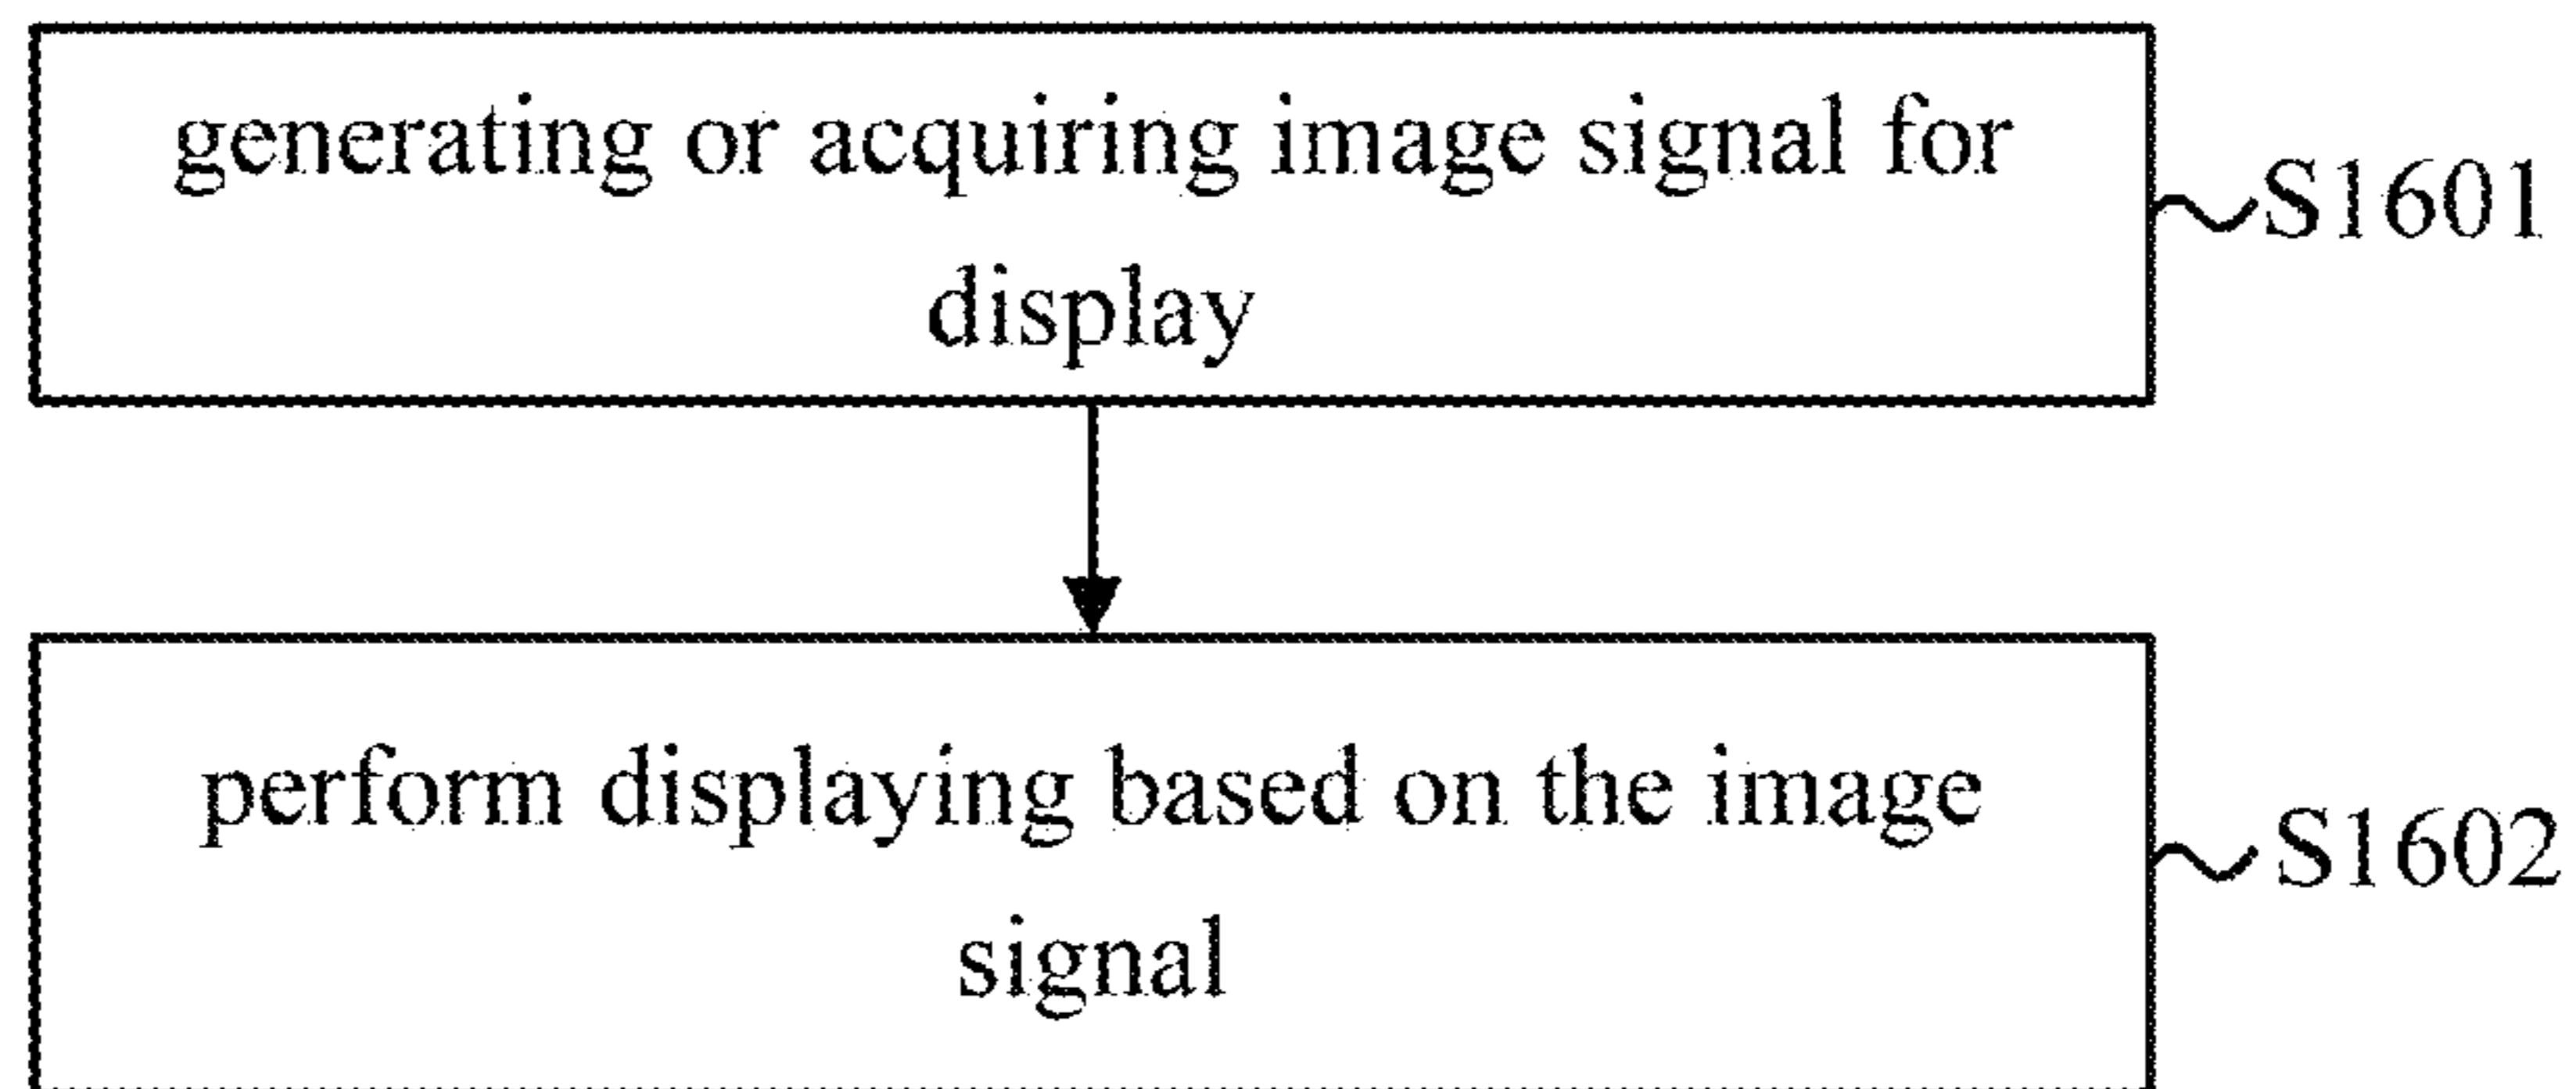 generating or acquiring image signal for
display
S1601
perform displaying based on the image
signal
S1602